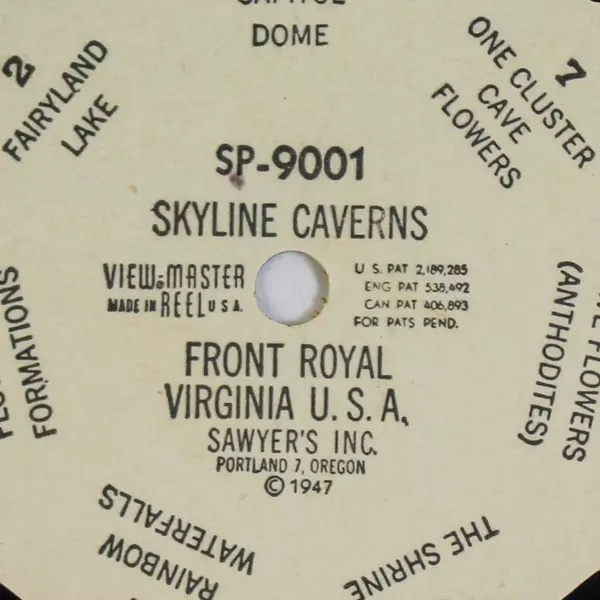 DOME
2
FAIRYLAND
LAKE
7
ONE CLUSTER
CAVE
FLOWERS
SP-9001
SKYLINE CAVERNS
VIEW-MASTER
MADE IN REEL U S A.
U S. PAT 2,189,285
ENG PAT 538,492
CAN PAT 406,893
FOR PATS PEND.
FRONT ROYAL
VIRGINIA U. S. A.
SAWYER'S INC.
PORTLAND 7, OREGON
© 1947
FORMATIONS
FLOWERS
(ANTHODITES)
RAINBOW
WATERFALLS
THE SHRINE